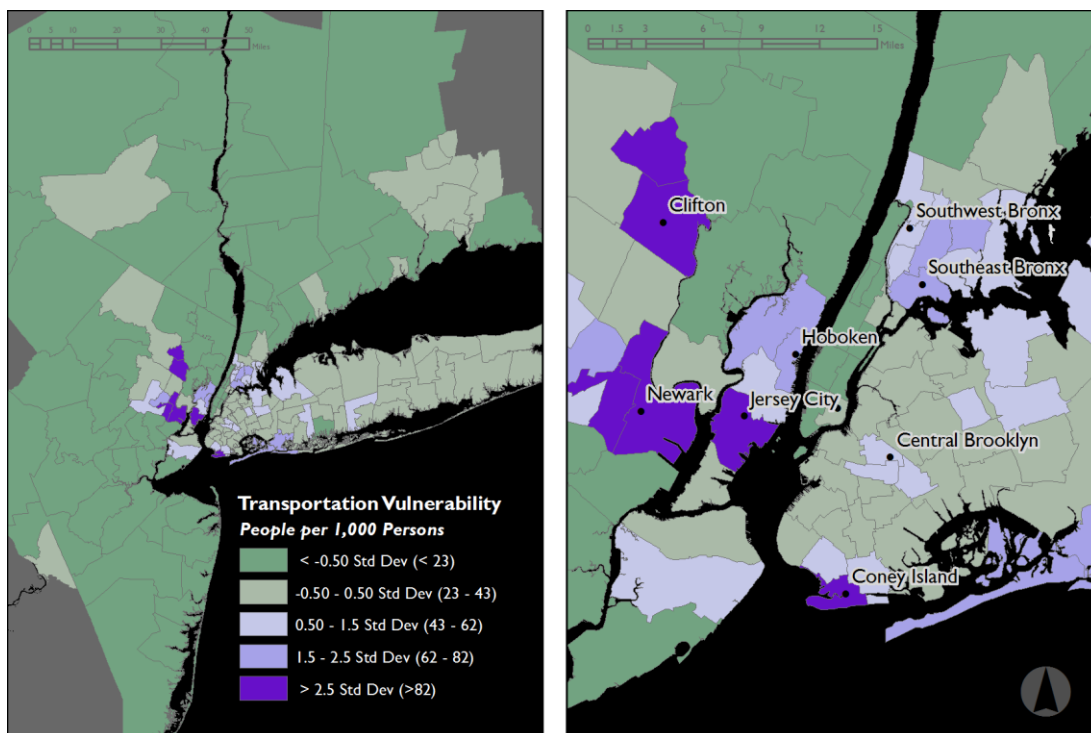 0 5 10 20 30 40 50
Miles
Transportation Vulnerability
People per 1,000 Persons
< -0.50 Std Dev (< 23)
-0.50 - 0.50 Std Dev (23 - 43)
0.50 - 1.5 Std Dev (43 - 62)
1.5 - 2.5 Std Dev (62 - 82)
> 2.5 Std Dev (>82)
0 1.5 3 6 9 12 15
Miles
Clifton
Southwest Bronx
Southeast Bronx
Hoboken
Newark
Jersey City
Central Brooklyn
Coney Island